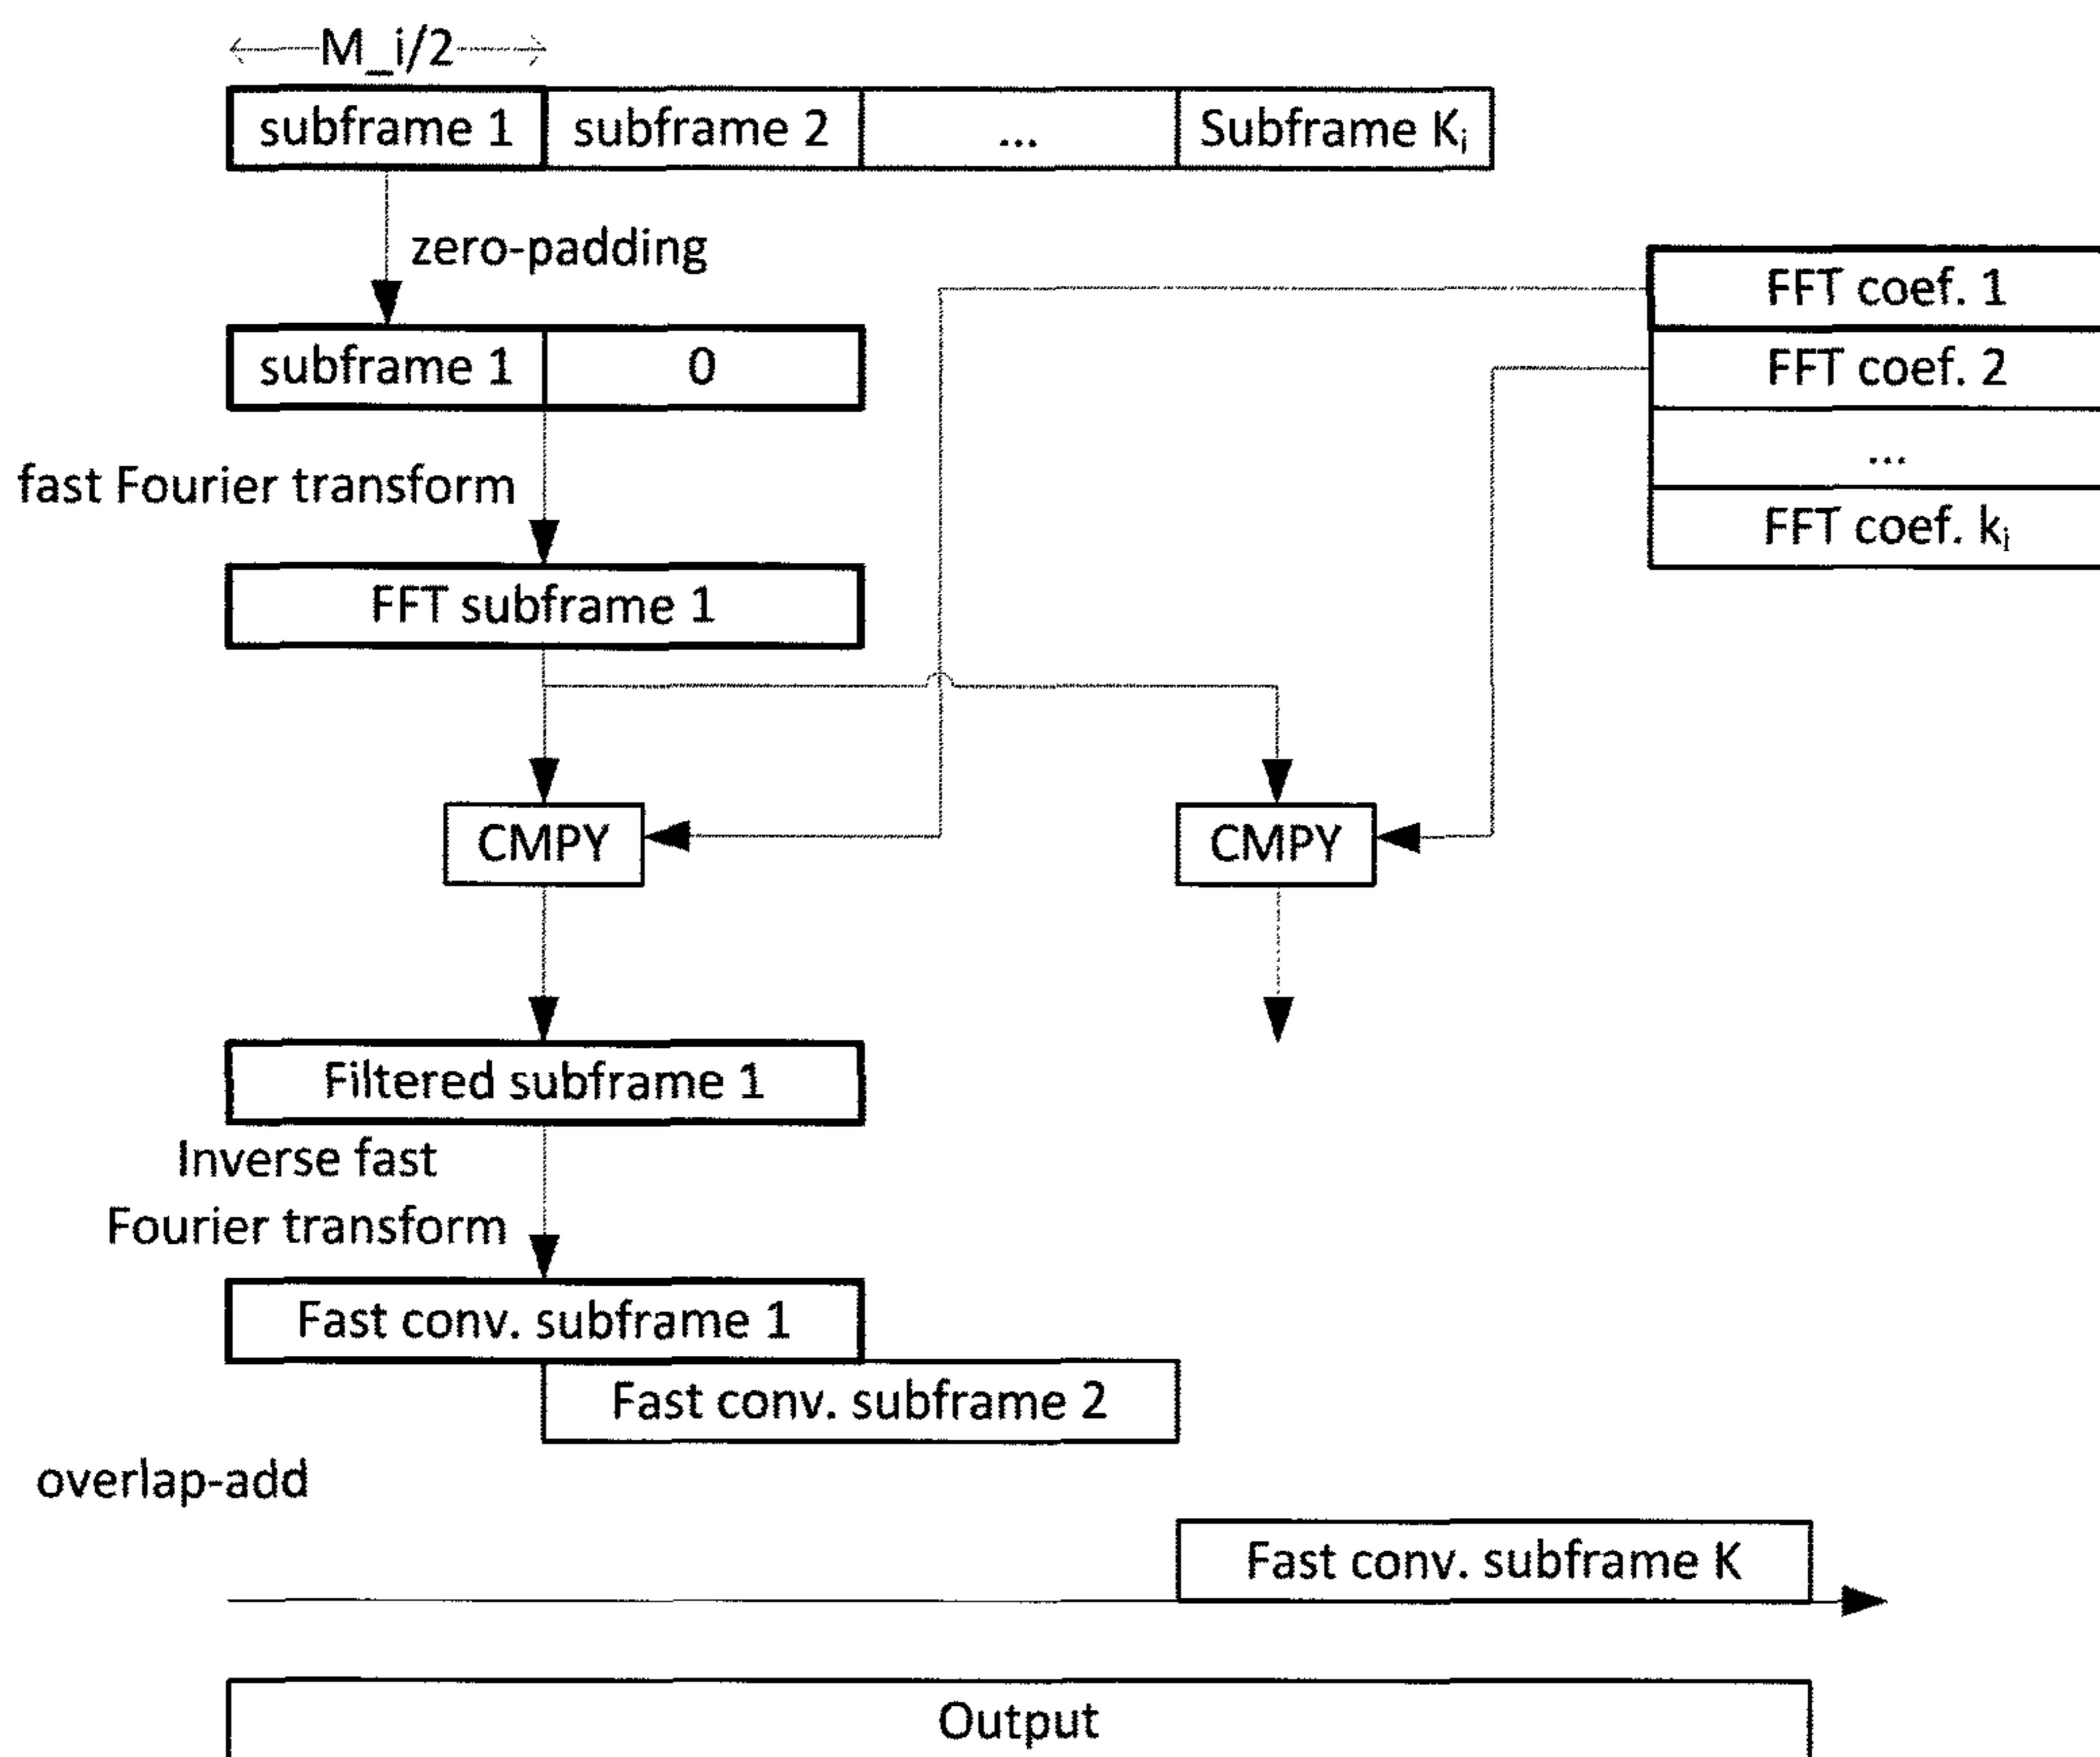 M_i/2
subframe 1 subframe 2 ... Subframe Kᵢ
zero-padding
FFT coef. 1
subframe 1 0
FFT coef. 2
...
fast Fourier transform
FFT coef. kᵢ
FFT subframe 1
CMPY CMPY
Filtered subframe 1
Inverse fast
Fourier transform
Fast conv. subframe 1
Fast conv. subframe 2
overlap-add
Fast conv. subframe K
Output